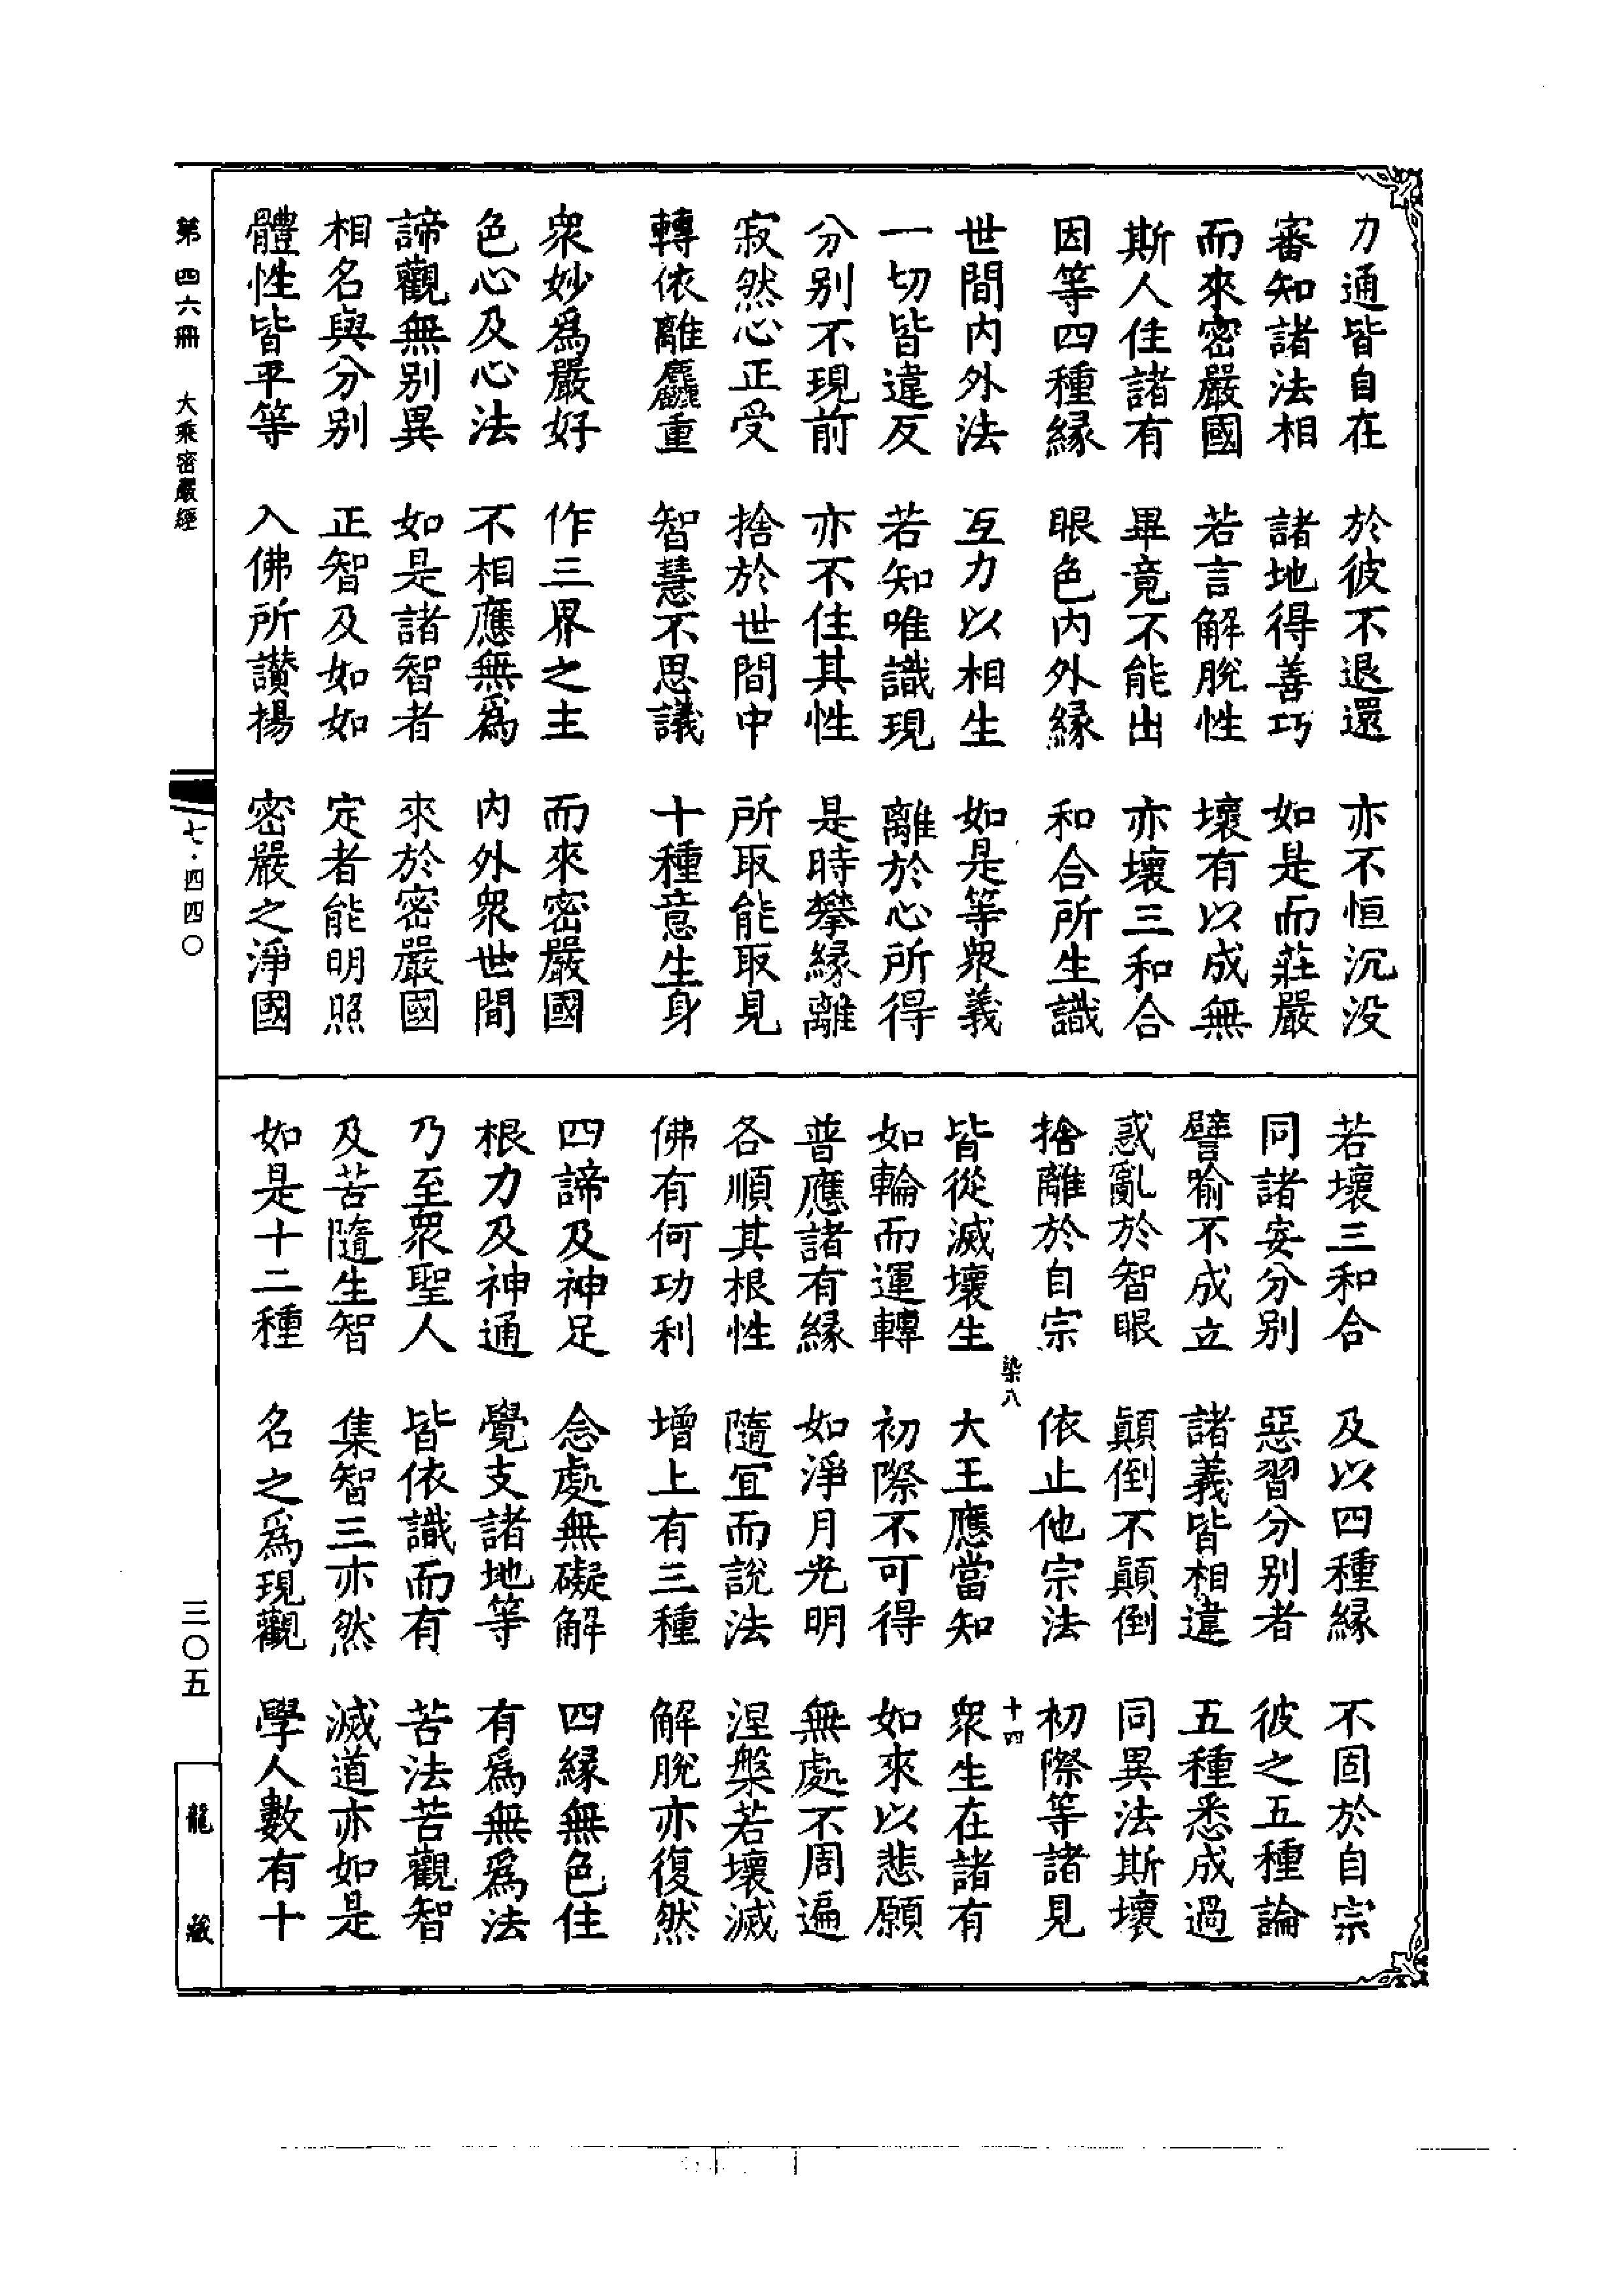 力通皆自在　於彼不退還　亦不恒沉没
審知諸法相　諸地得善巧　如是而莊嚴
而來密嚴國　若言解脫性　壞有以成無
斯人住諸有　畢竟不能出　亦壞三和合
因等四種緣　眼色內外緣　和合所生識
世間內外法　互力以相生　如是等眾義
一切皆違反　若知唯識現　離於心所得
分别不現前　亦不住其性　是時攀緣離
寂然心正受　捨於世間中　所取能取見
轉依離麤重　智慧不思議　十種意生身
眾妙為嚴好　作三界之主　而來密嚴國
色心及心法　不相應無為　內外眾世間
諦觀無别異　如是諸智者　來於密嚴國
相名與分别　正智及如如　定者能明照
體性皆平等　入佛所讚揚　密嚴之淨國
若壞三和合　及以四種緣　不固於自宗
同諸妄分别　惡習分别者　彼之五種論
譬喻不成立　諸義皆相違　五種悉成過
惑亂於智眼　顛倒不顛倒　同異法斯壞
捨離於自宗　依止他宗法　初際等諸見
染八　十四
皆從滅壞生　大王應當知　眾生在諸有
如輪而運轉　初際不可得　如來以悲願
普應諸有緣　如淨月光明　無處不周遍
各順其根性　隨宜而說法　涅槃若壞滅
佛有何功利　增上有三種　解脫亦復然
四諦及神足　念處無礙解　四緣無色住
根力及神通　覺支諸地等　有為無為法
乃至眾聖人　皆依識而有　苦法苦觀智
及苦隨生智　集智三亦然　滅道亦如是
如是十二種　名之為現觀　學人數有十
第四六冊　大乘密嚴經　七·四四〇　三〇五　龍藏